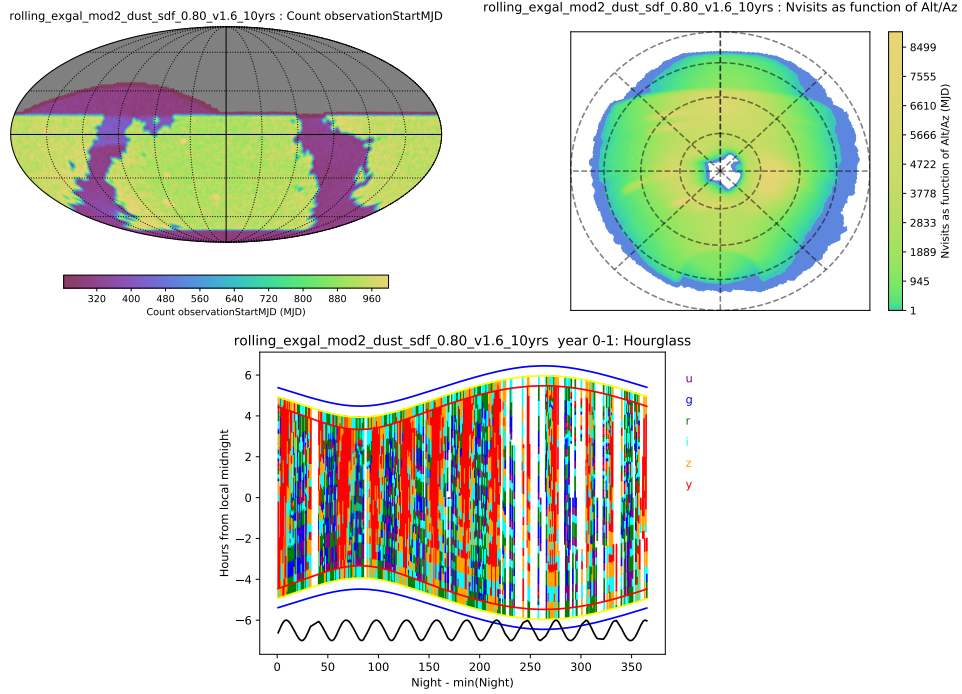 rolling_exgal_mod2_dust_sdf_0.80_v1.6_10yrs : Count observationStartMJD
320 400 480 560 640 720 800 880 960
Count observationStartMJD (MJD)
rolling_exgal_mod2_dust_sdf_0.80_v1.6_10yrs : Nvisits as function of Alt/Az
8499
7555
6610
5666
4722
3778
2833
1889
945
1
Nvisits as function of Alt/Az (MJD)
rolling_exgal_mod2_dust_sdf_0.80_v1.6_10yrs year 0-1: Hourglass
6
4
2
0
−2
−4
−6
Hours from local midnight
0 50 100 150 200 250 300 350
Night - min(Night)
u
g
r
i
z
y